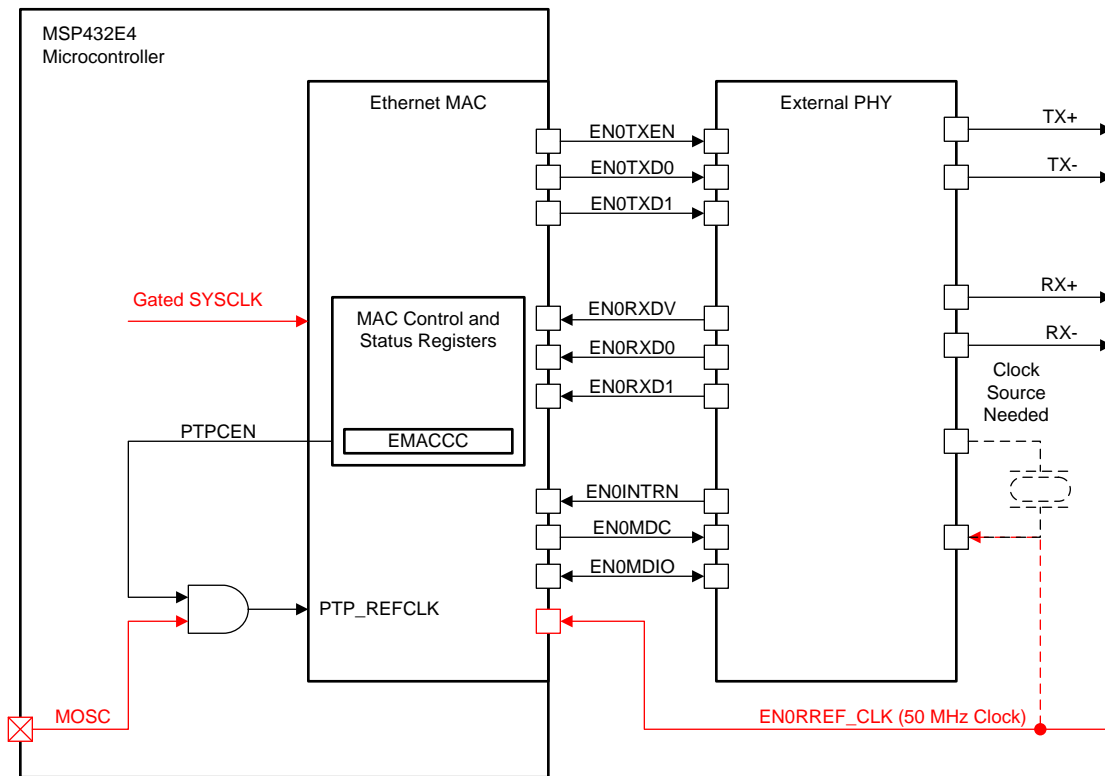 MSP432E4
Microcontroller
Ethernet MAC
External PHY
TX+
EN0TXEN
EN0TXD0
TX-
EN0TXD1
RX+
Gated SYSCLK
EN0RXDV
MAC Control and
Status Registers
RX-
EN0RXD0
Clock
Source
Needed
EN0RXD1
PTPCEN
EMACCC
EN0INTRN
EN0MDC
EN0MDIO
PTP_REFCLK
MOSC
EN0RREF_CLK (50 MHz Clock)